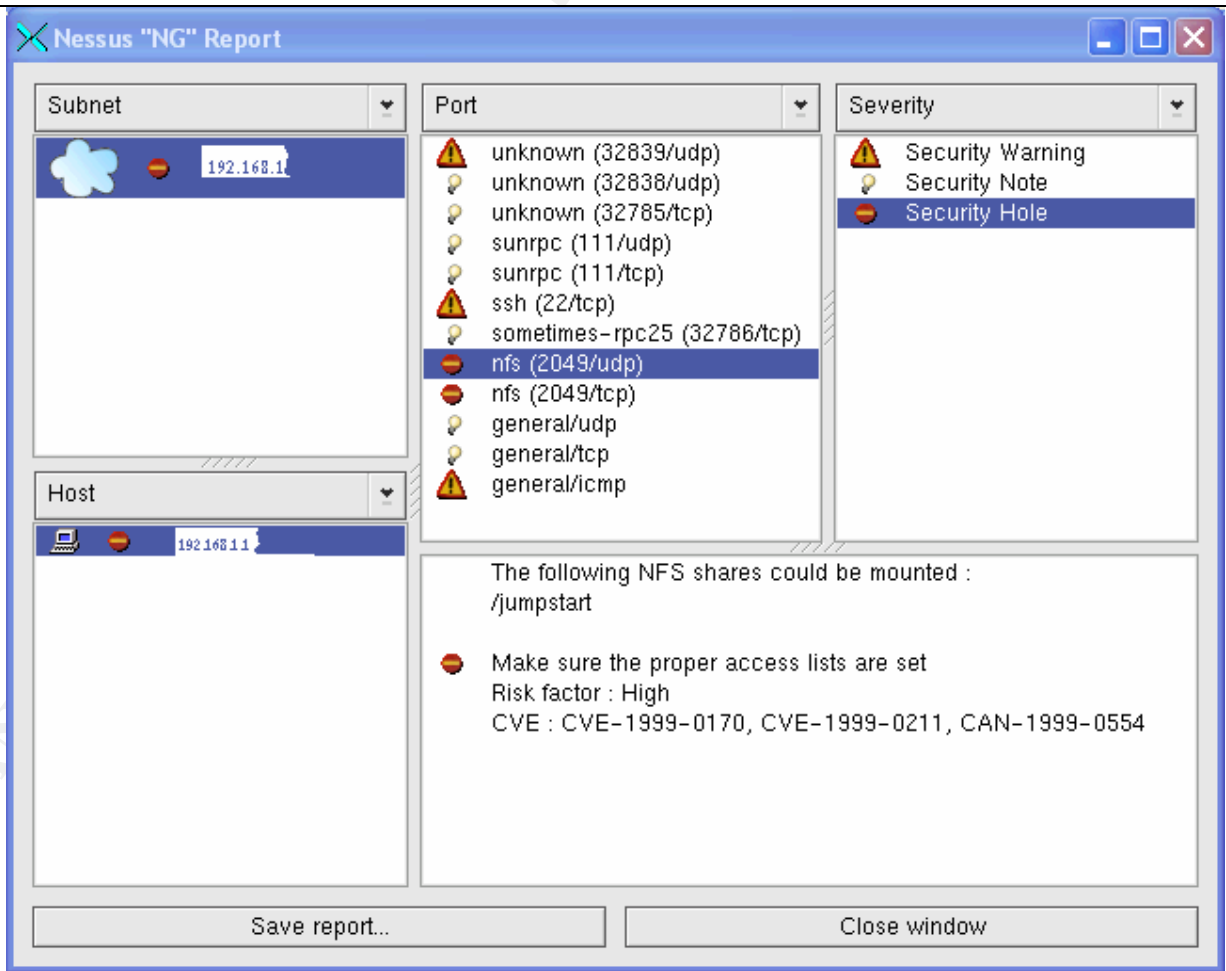 Nessus "NG" Report
Subnet
192.168.1
Host
192.168.1.1
Port
unknown (32839/udp)
unknown (32838/udp)
unknown (32785/tcp)
sunrpc (111/udp)
sunrpc (111/tcp)
ssh (22/tcp)
sometimes-rpc25 (32786/tcp)
nfs (2049/udp)
nfs (2049/tcp)
general/udp
general/tcp
general/icmp
Severity
Security Warning
Security Note
Security Hole
The following NFS shares could be mounted :
/jumpstart
Make sure the proper access lists are set
Risk factor : High
CVE : CVE-1999-0170, CVE-1999-0211, CAN-1999-0554
Save report...
Close window